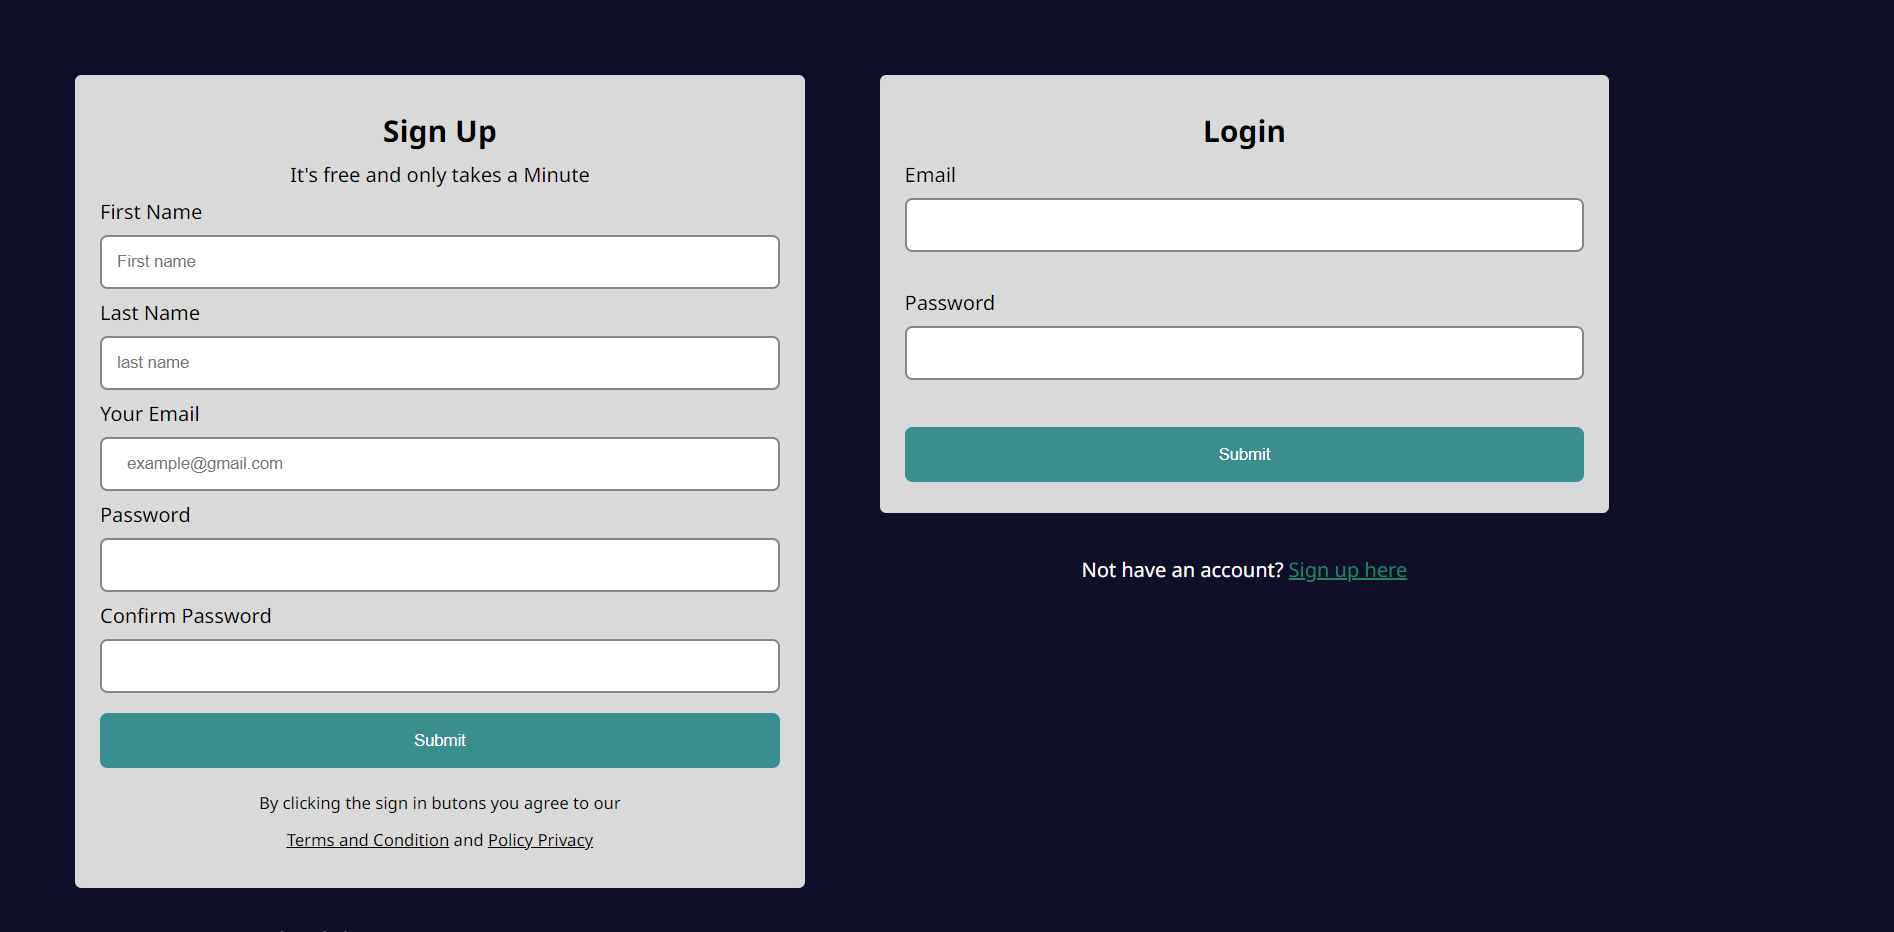 Sign Up
It's free and only takes a Minute
First Name
First name
Last Name
last name
Your Email
example@gmail.com
Password
Confirm Password
Submit
By clicking the sign in butons you agree to our
Terms and Condition and Policy Privacy
Login
Email
Password
Submit
Not have an account? Sign up here